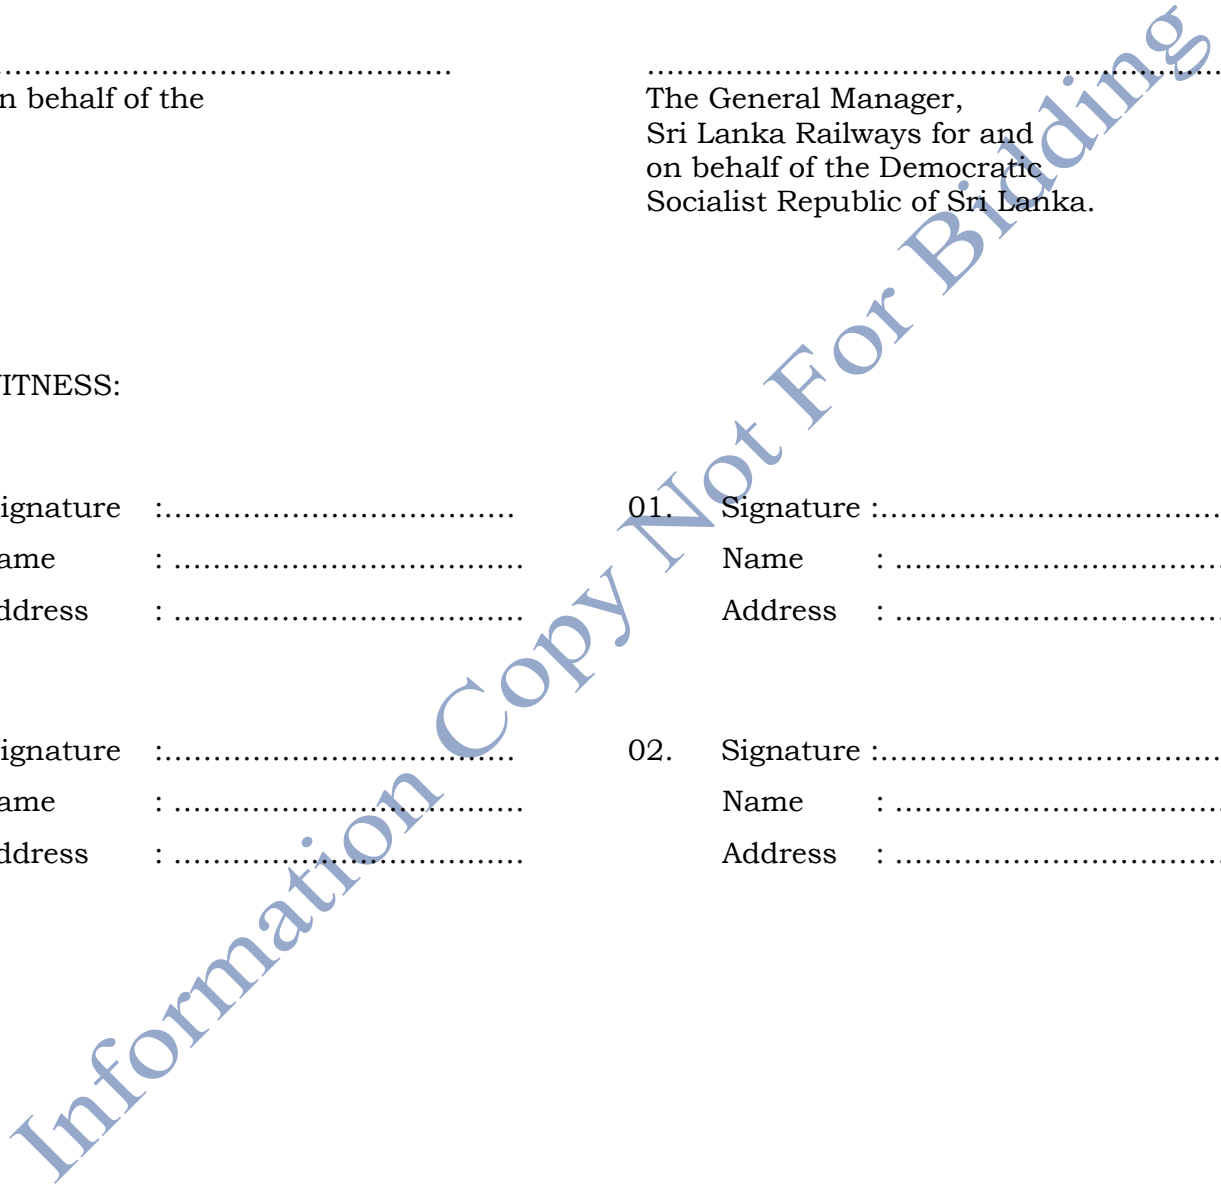 ……………………………………………….
n behalf of the
……………………………………………………………
The General Manager,
Sri Lanka Railways for and
on behalf of the Democratic
Socialist Republic of Sri Lanka.
ITNESS:
ignature :…………………………….
ame : …………………………….
ddress : …………………………….
01. Signature :…………………………….
Name : …………………………….
Address : …………………………….
ignature :…………………………….
ame : …………………………….
ddress : …………………………….
02. Signature :…………………………….
Name : …………………………….
Address : …………………………….
Information Copy Not For Bidding